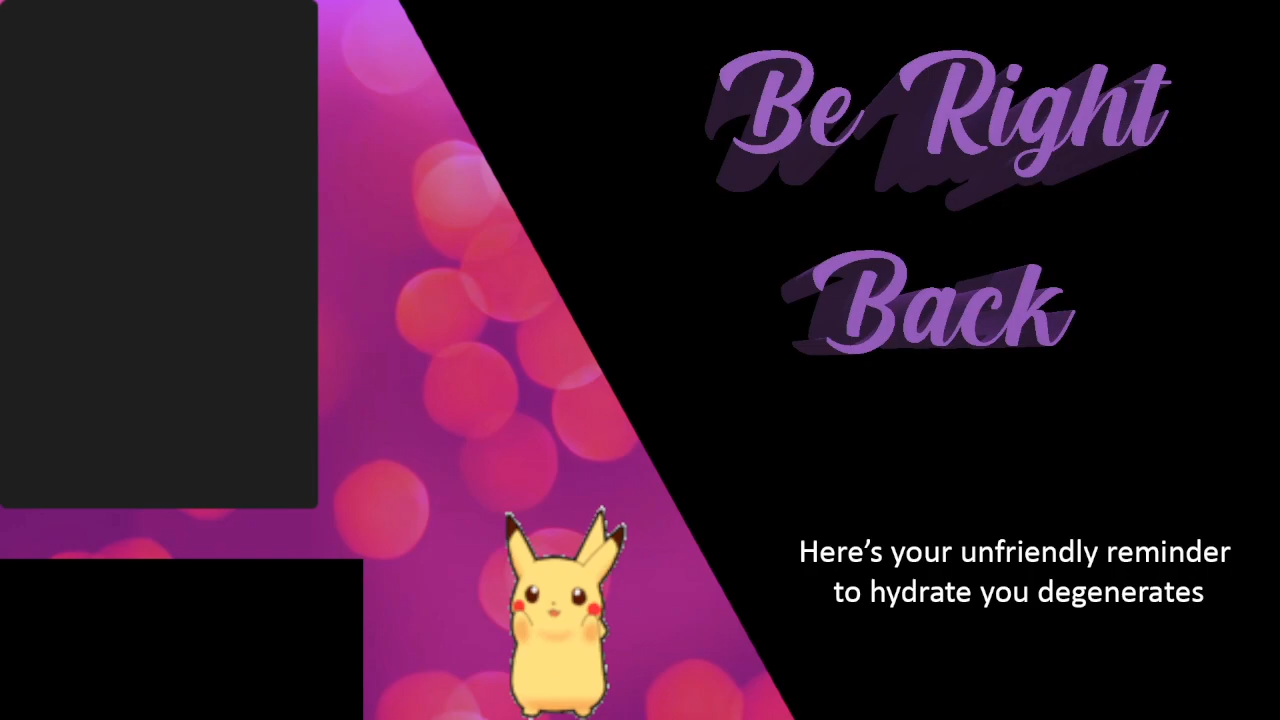 Be Right
Back
Here’s your unfriendly reminder
to hydrate you degenerates